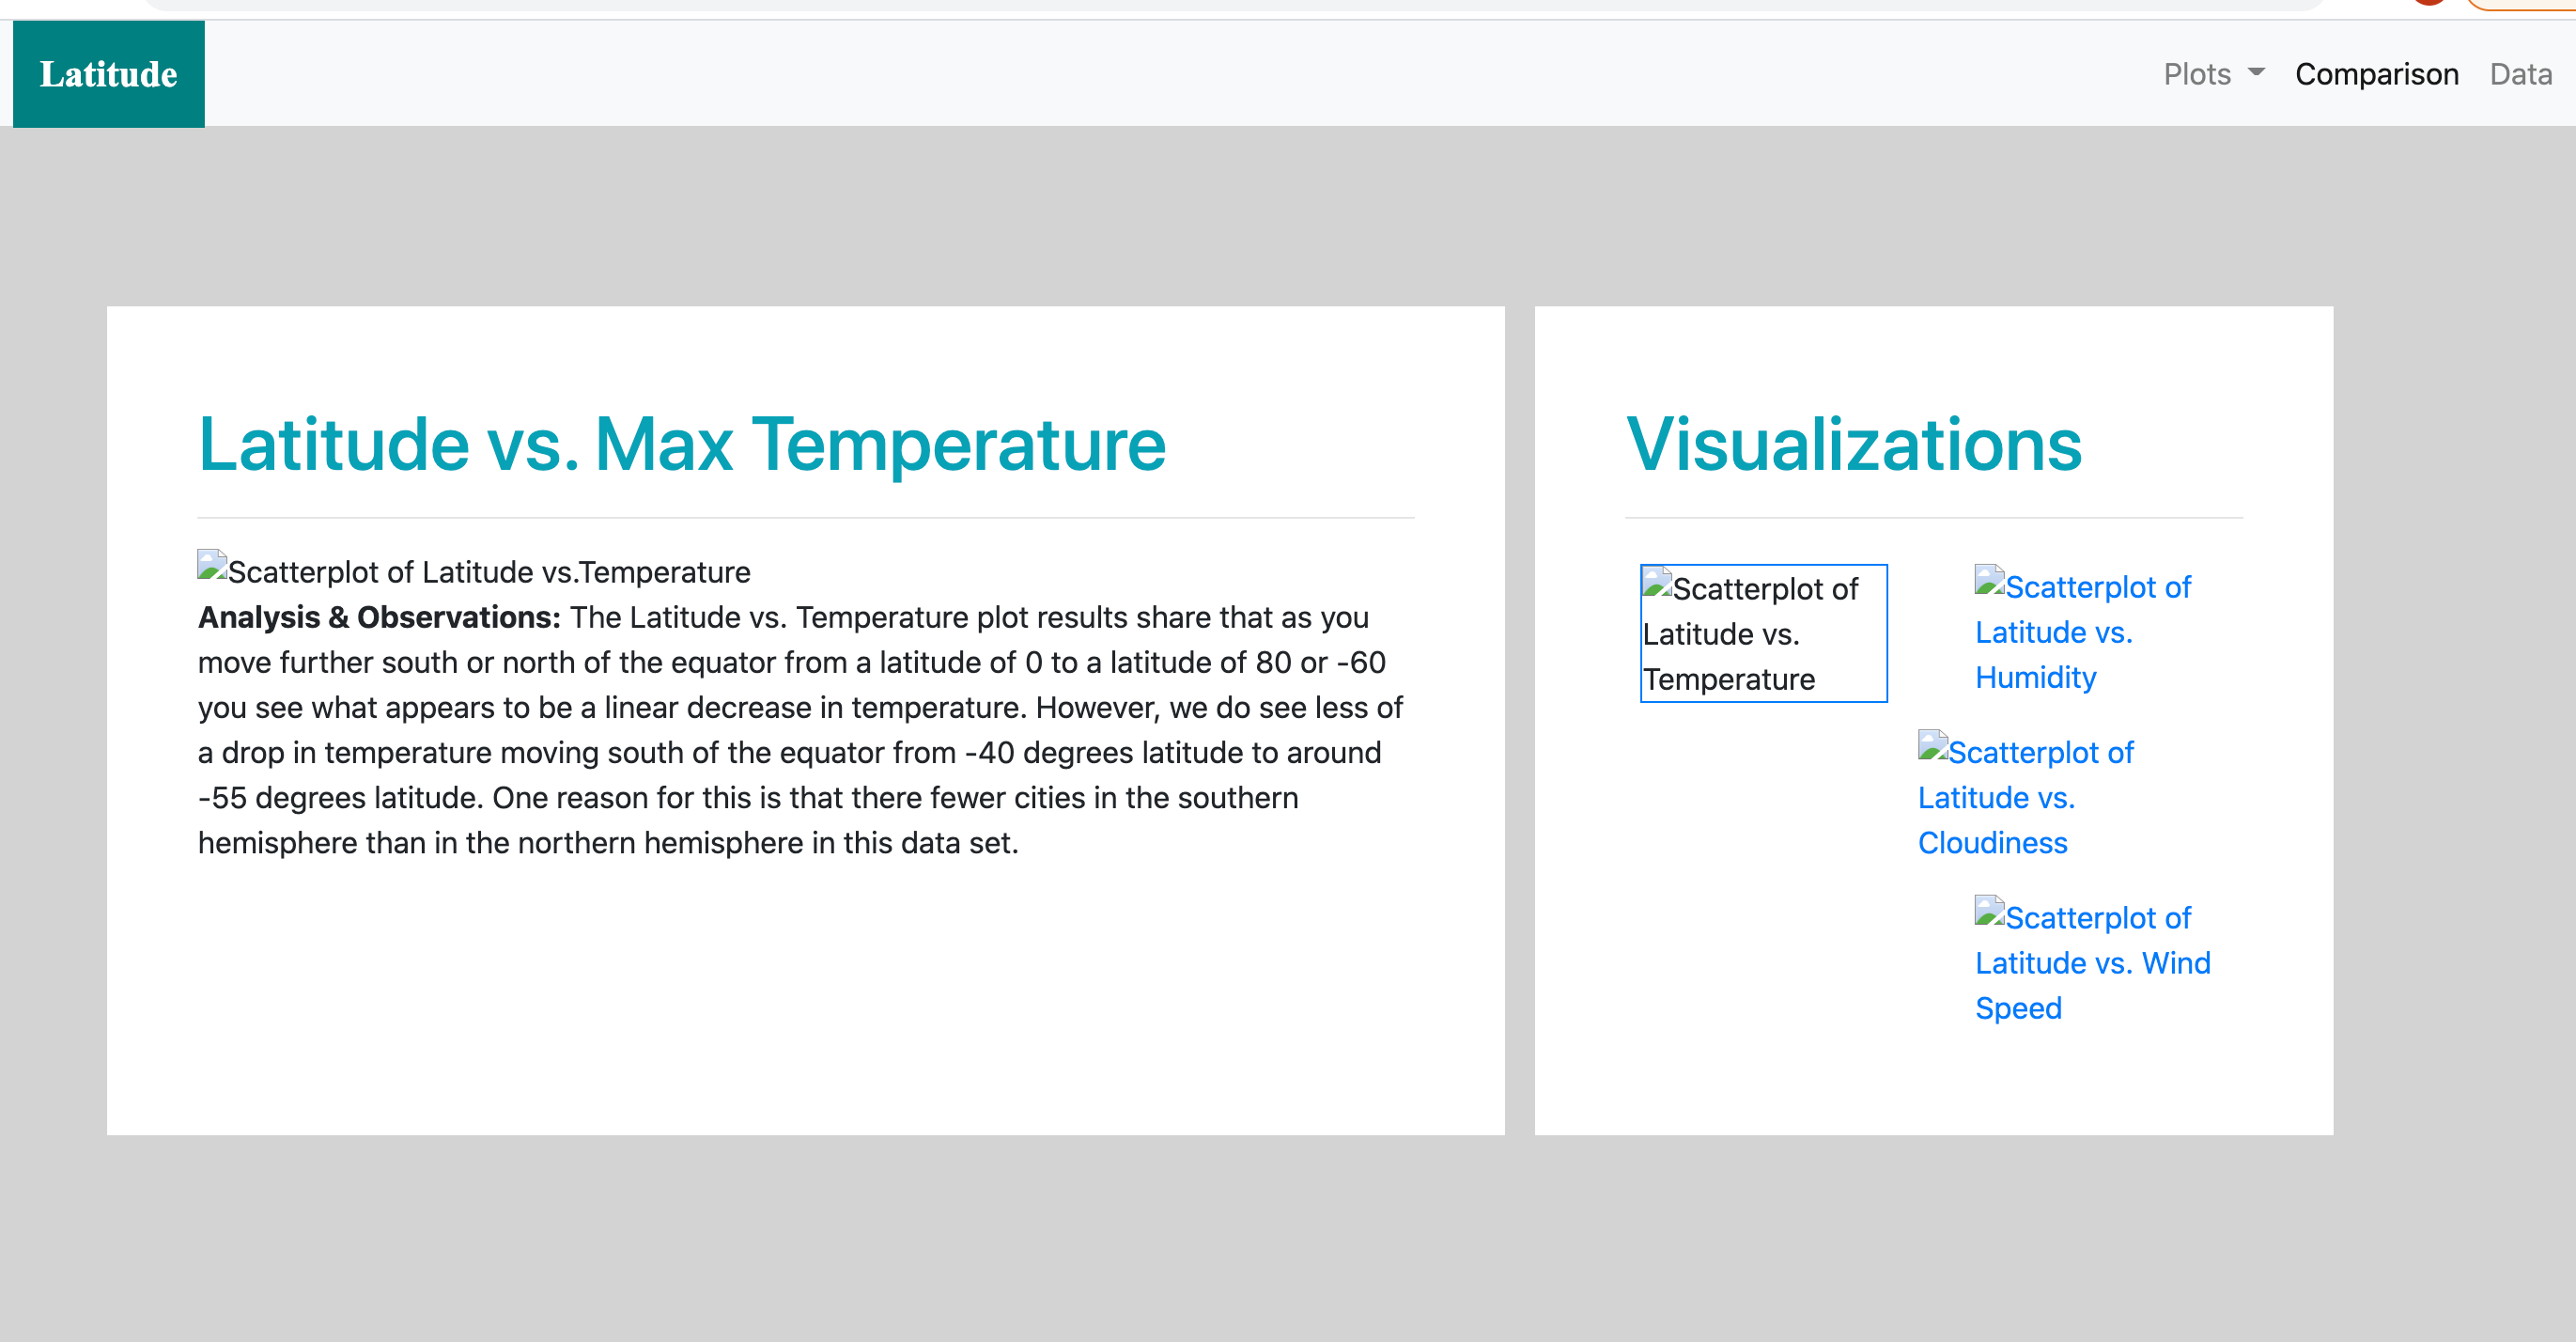 Latitude
Plots Comparison Data
Latitude vs. Max Temperature
Scatterplot of Latitude vs.Temperature
Analysis & Observations: The Latitude vs. Temperature plot results share that as you
move further south or north of the equator from a latitude of 0 to a latitude of 80 or -60
you see what appears to be a linear decrease in temperature. However, we do see less of
a drop in temperature moving south of the equator from -40 degrees latitude to around
-55 degrees latitude. One reason for this is that there fewer cities in the southern
hemisphere than in the northern hemisphere in this data set.
Visualizations
Scatterplot of
Latitude vs.
Temperature
Scatterplot of
Latitude vs.
Humidity
Scatterplot of
Latitude vs.
Cloudiness
Scatterplot of
Latitude vs. Wind
Speed